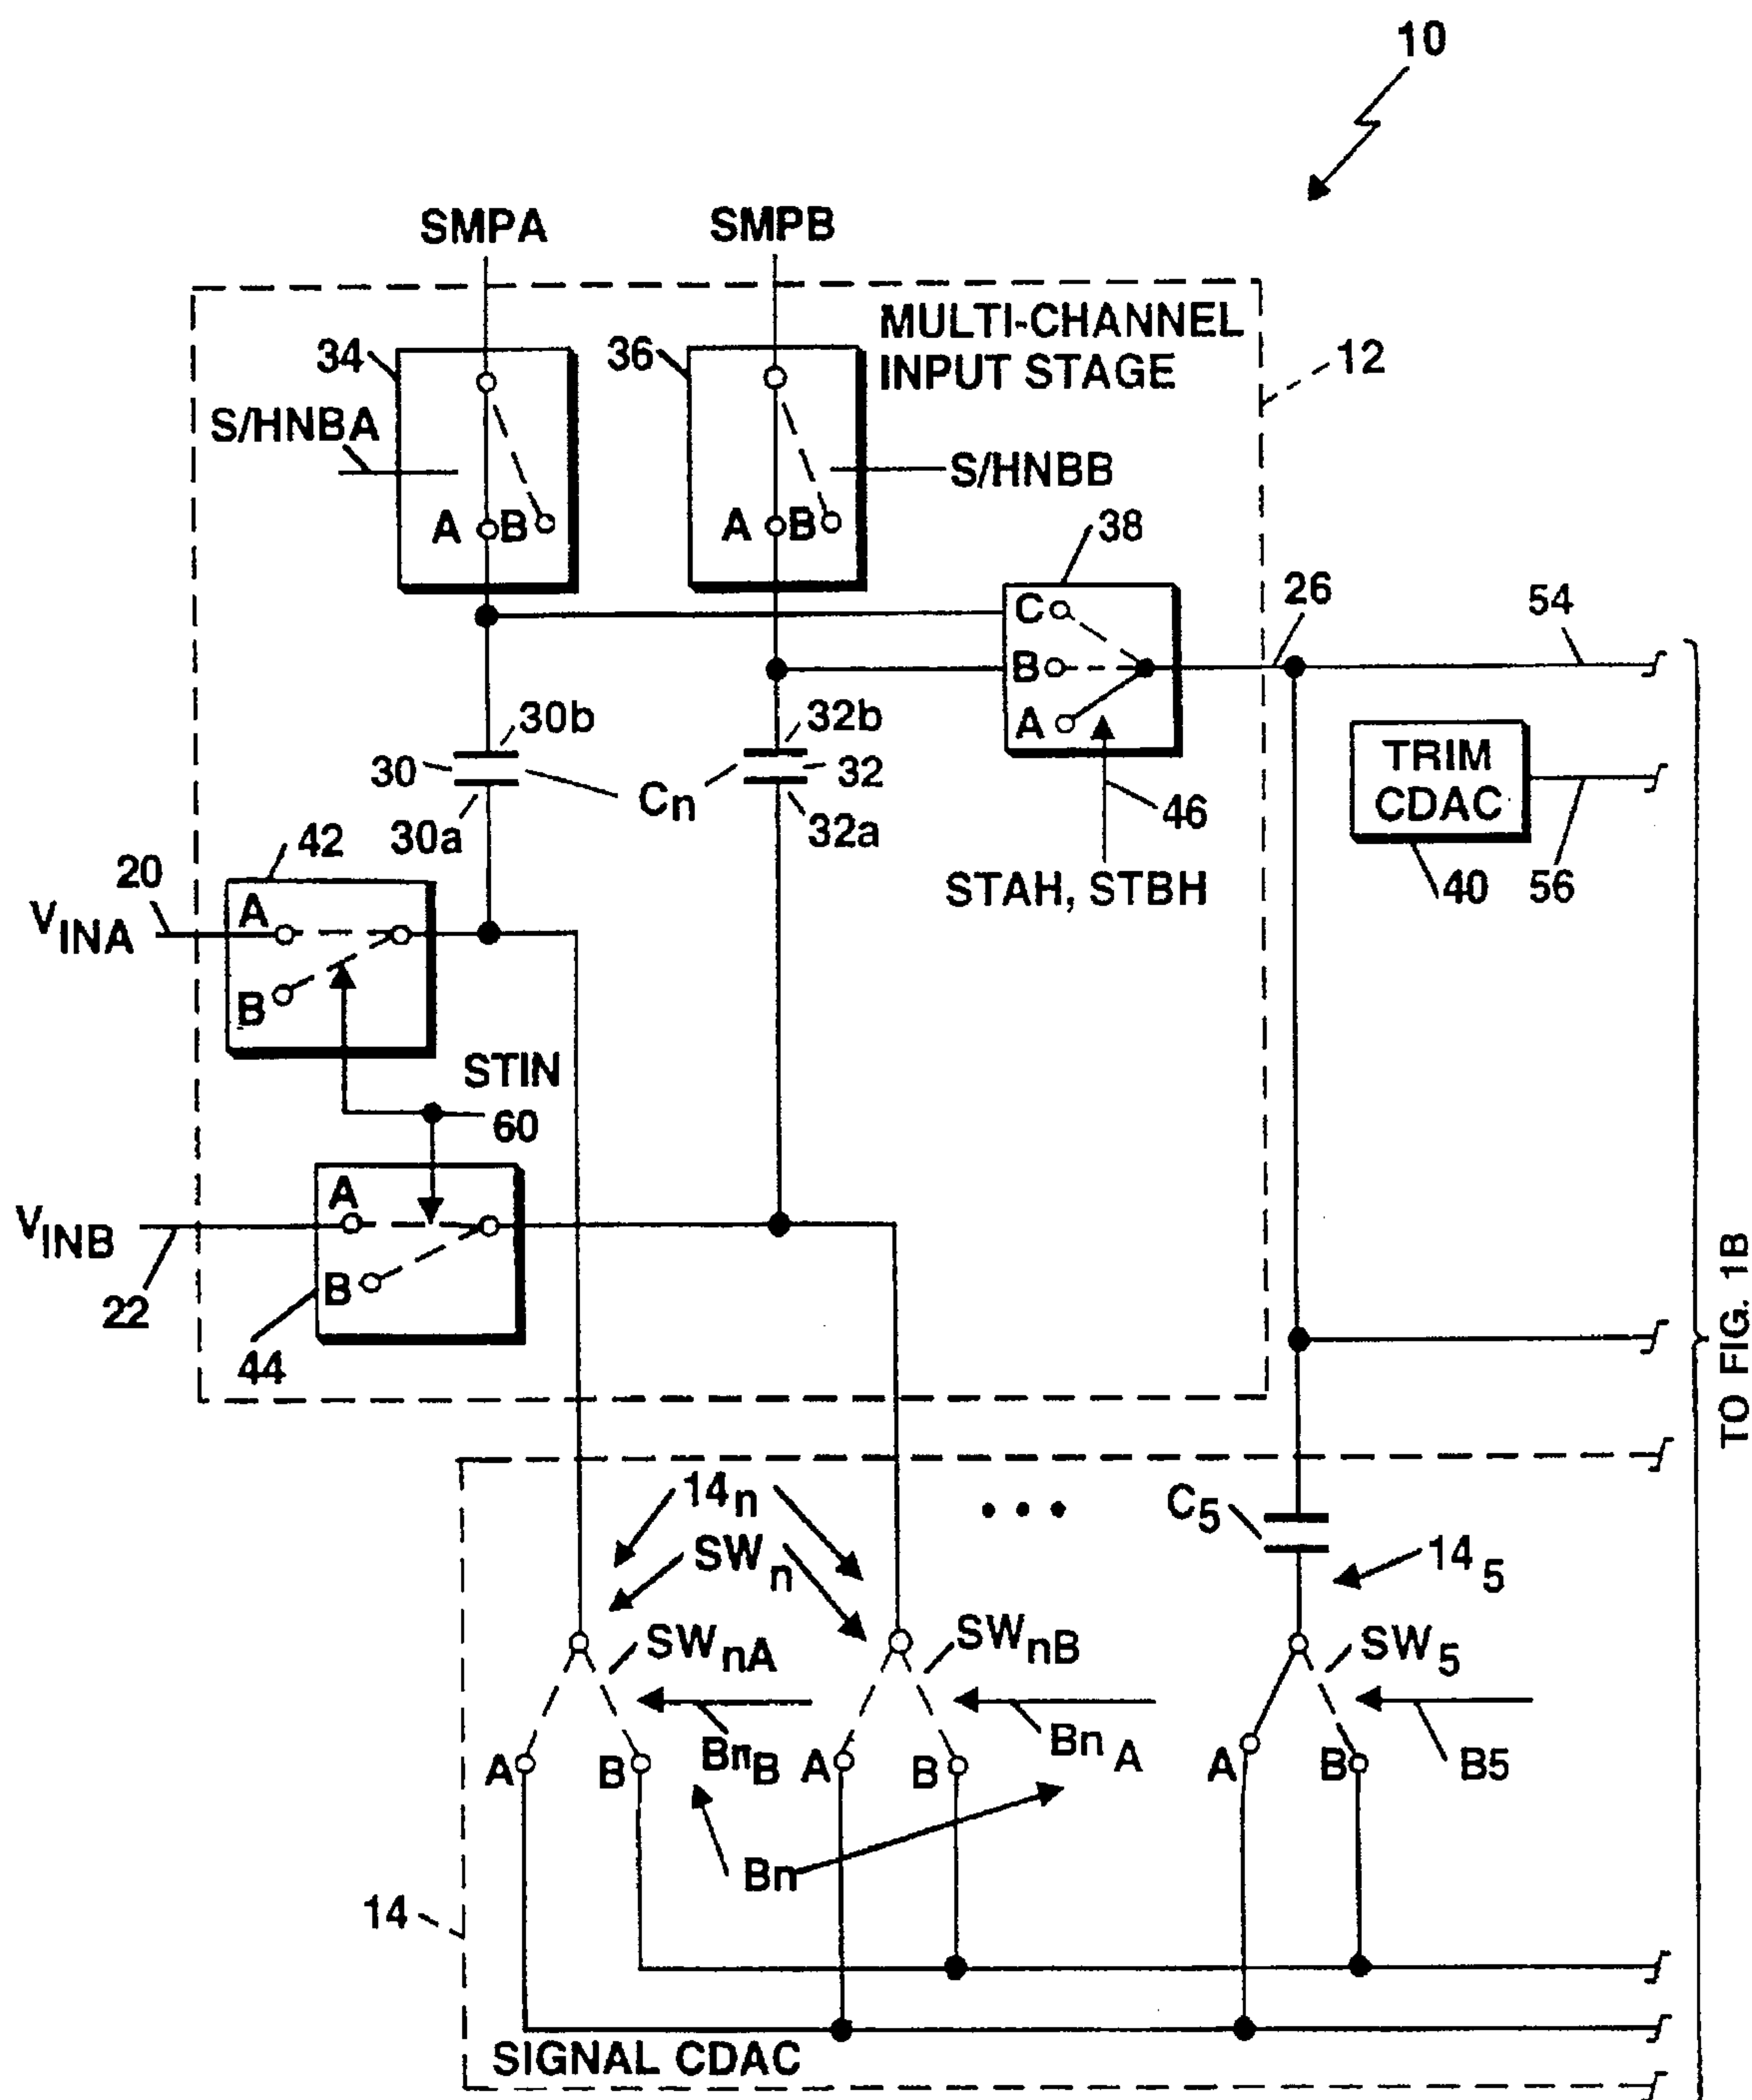 10
SMPA SMPB
MULTI-CHANNEL
INPUT STAGE
34 36 12
S/HNBA
S/HNBB
A B A B
38
C
B
A
26 54
30b 32b
30 Cn 32
30a 32a
46
TRIM
CDAC
STAH, STBH
40 56
42
20
VINA
A
B
STIN
60
VINB
A
B
22
44
TO FIG. 1B
14n
SWn
• • •
C5
145
SWnA SWnB SW5
BnB BnA B5
A B A B A B
Bn
14
SIGNAL CDAC